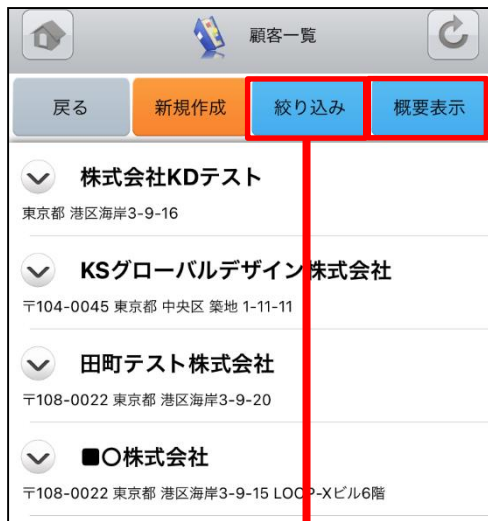 顧客一覧
戻る 新規作成 絞り込み 概要表示
株式会社KDテスト
東京都 港区海岸3-9-16
KSグローバルデザイン株式会社
〒104-0045 東京都 中央区 築地 1-11-11
田町テスト株式会社
〒108-0022 東京都 港区海岸3-9-20
■〇株式会社
〒108-0022 東京都 港区海岸3-9-15 LOOP-Xビル6階